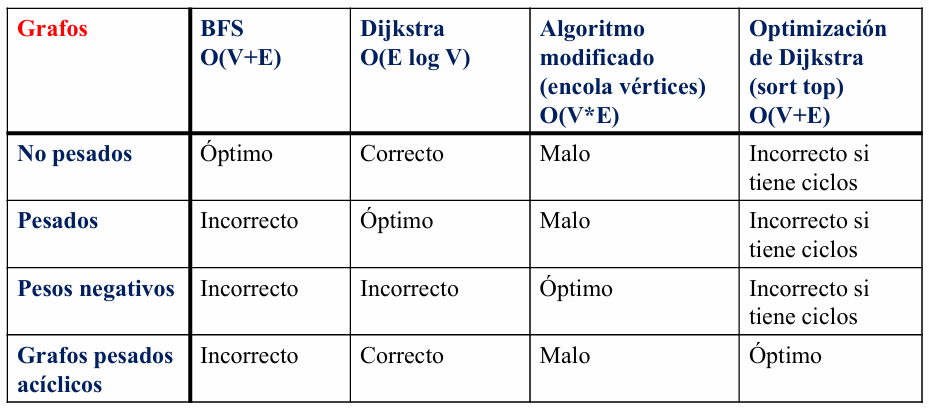 Grafos
BFS
O(V+E)
Dijkstra
O(E log V)
Algoritmo
modificado
(encola vértices)
O(V*E)
Optimización
de Dijkstra
(sort top)
O(V+E)
No pesados
Óptimo
Correcto
Malo
Incorrecto si
tiene ciclos
Pesados
Incorrecto
Óptimo
Malo
Incorrecto si
tiene ciclos
Pesos negativos
Incorrecto
Incorrecto
Óptimo
Incorrecto si
tiene ciclos
Grafos pesados
acíclicos
Incorrecto
Correcto
Malo
Óptimo